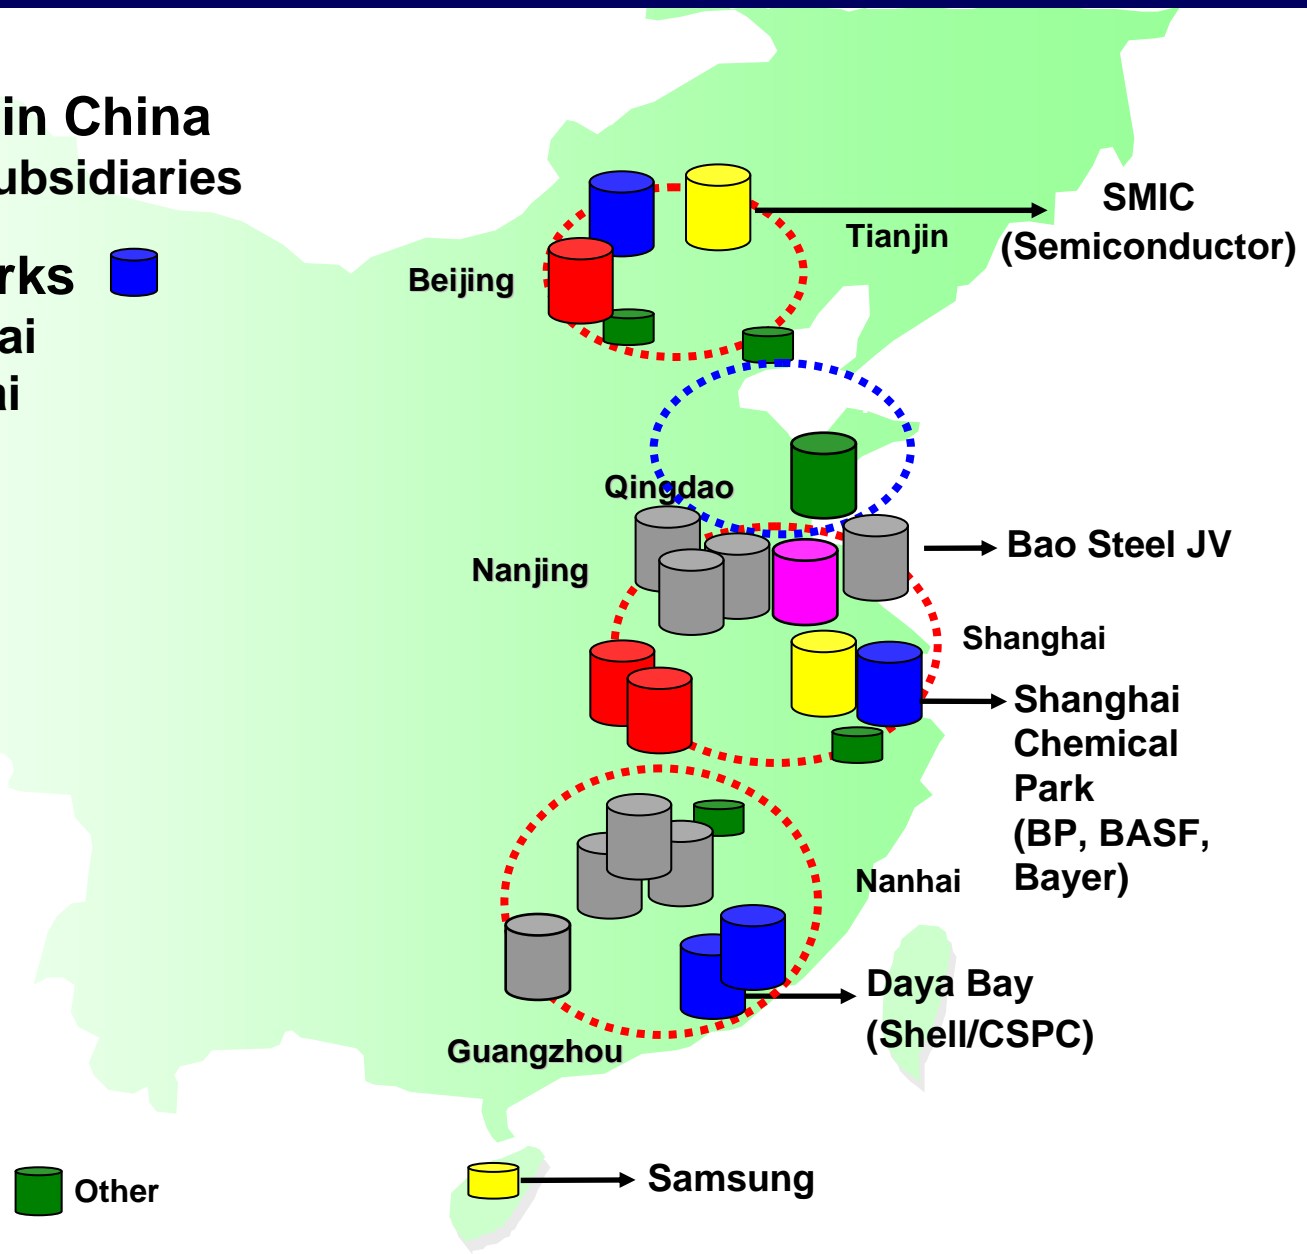 in China
ubsidiaries
rks
ai
ai
SMIC
(Semiconductor)
Tianjin
Beijing
Qingdao
Nanjing
Bao Steel JV
Shanghai
Shanghai
Chemical
Park
(BP, BASF,
Bayer)
Nanhai
Daya Bay
(Shell/CSPC)
Guangzhou
Samsung
Other